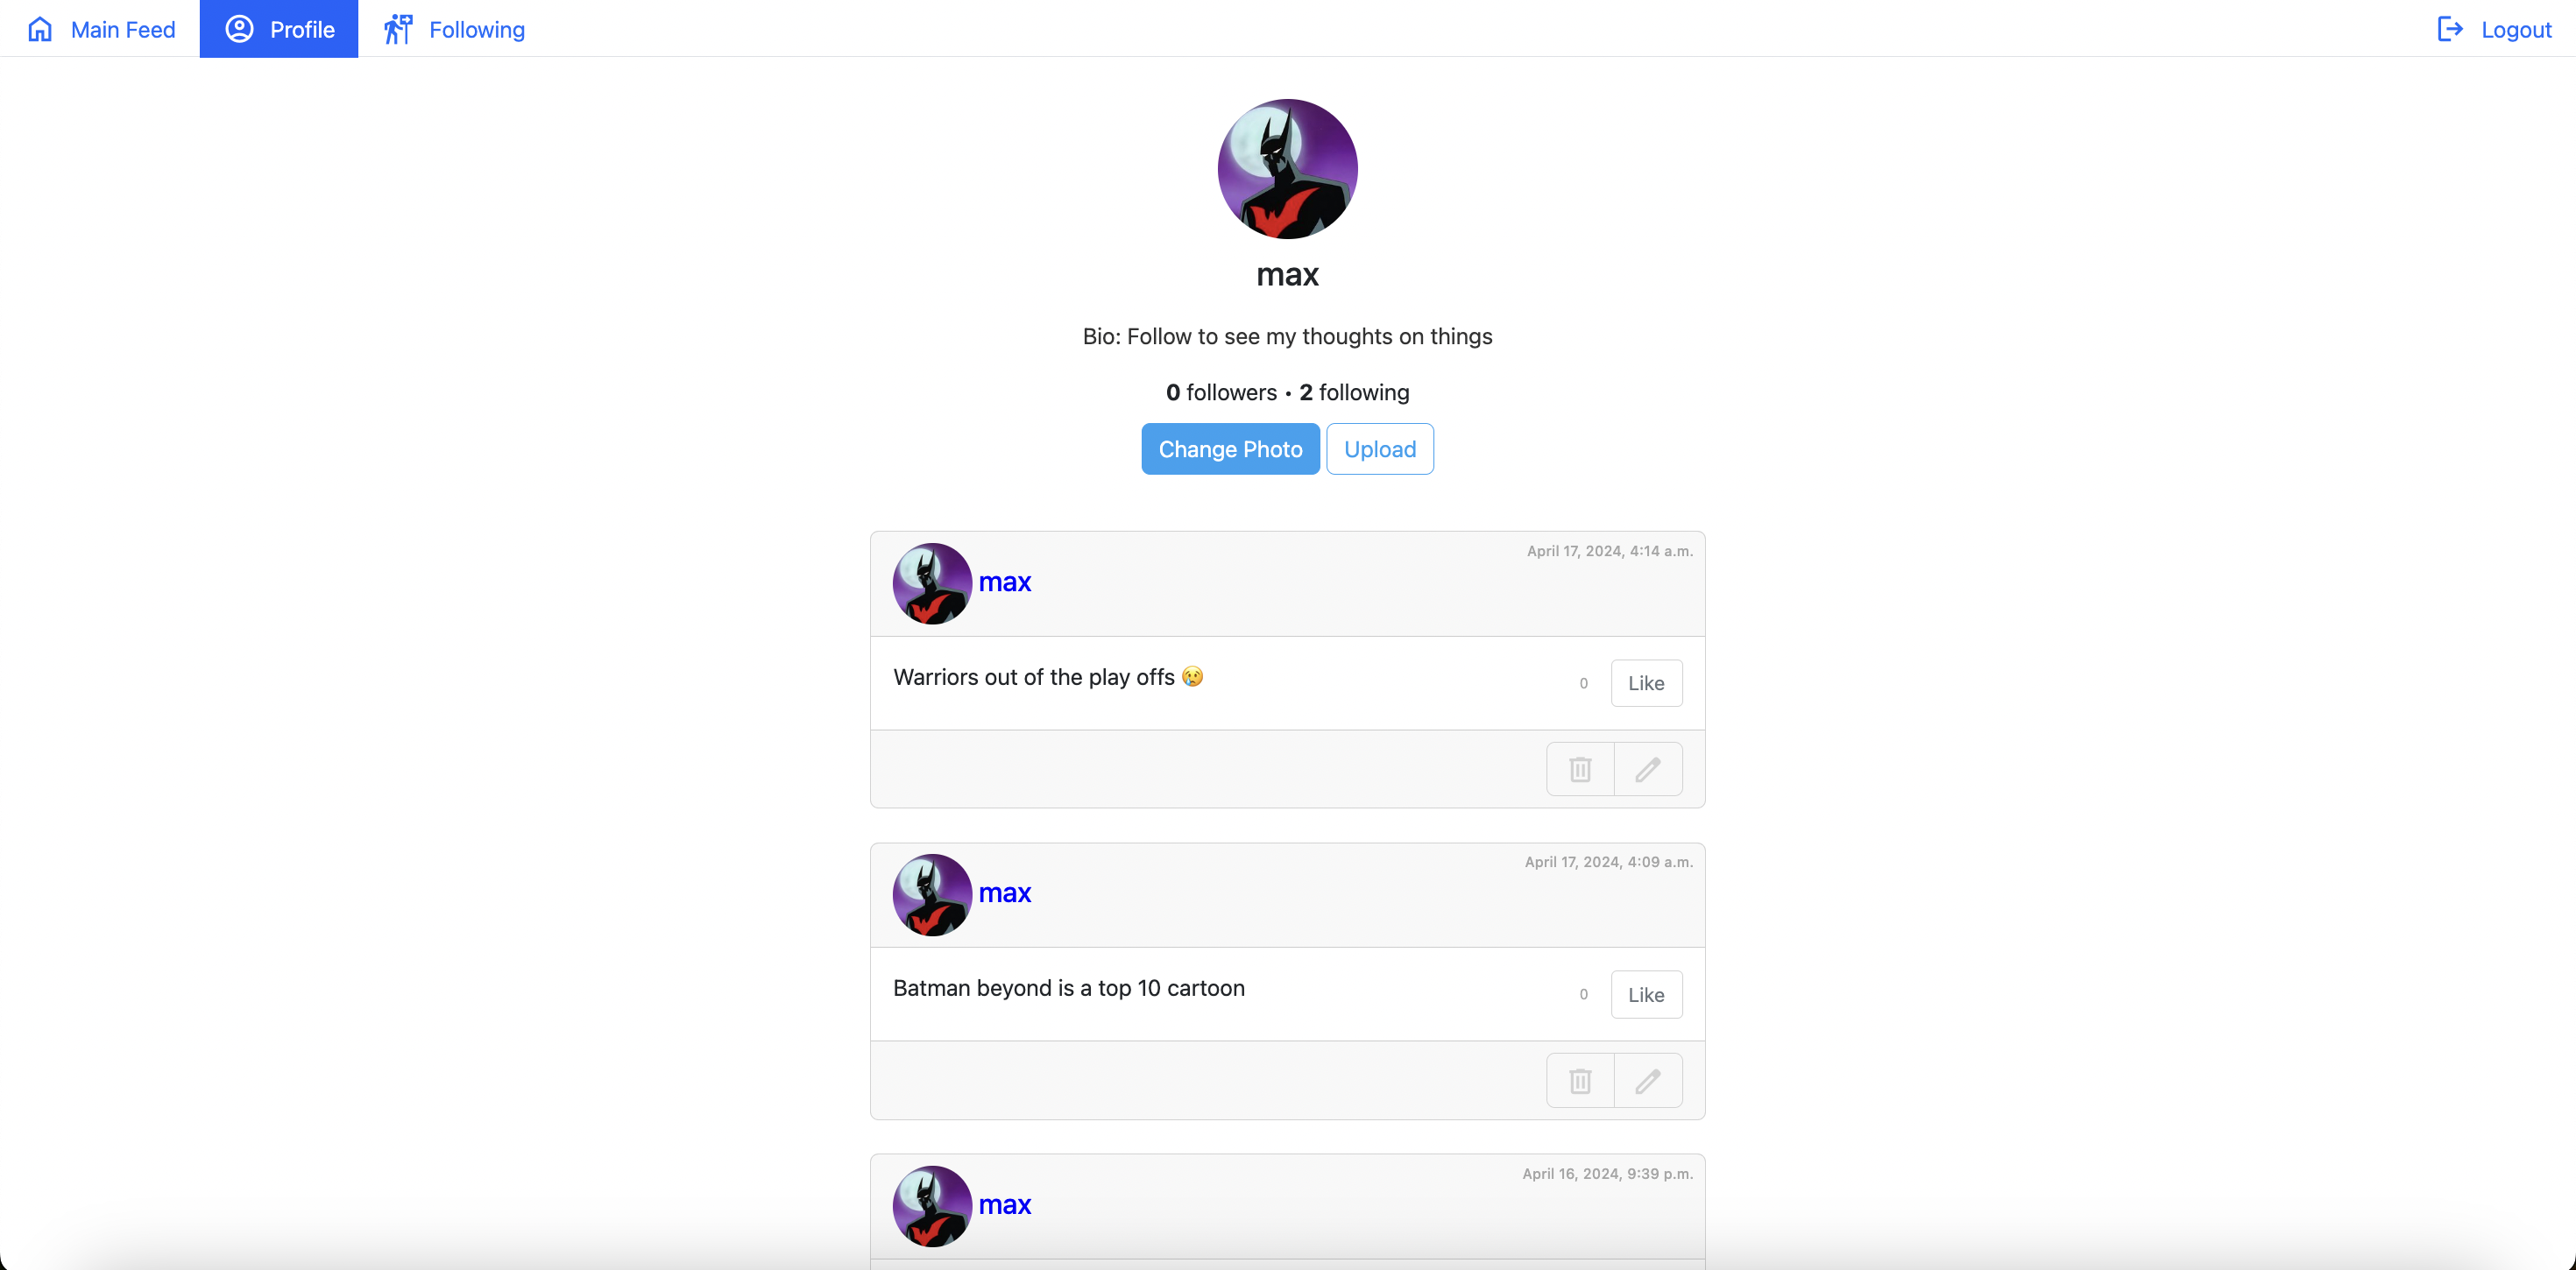 Main Feed Profile Following Logout
max
Bio: Follow to see my thoughts on things
0 followers • 2 following
Change Photo Upload
April 17, 2024, 4:14 a.m.
max
Warriors out of the play offs 😢 0 Like
April 17, 2024, 4:09 a.m.
max
Batman beyond is a top 10 cartoon 0 Like
April 16, 2024, 9:39 p.m.
max